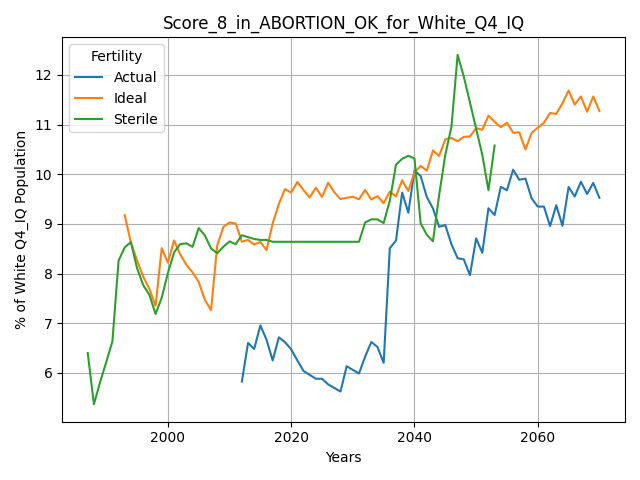 Score_8_in_ABORTION_OK_for_White_Q4_IQ
Fertility
Actual
Ideal
Sterile
% of White Q4_IQ Population
12
11
10
9
8
7
6
2000
2020
2040
2060
Years